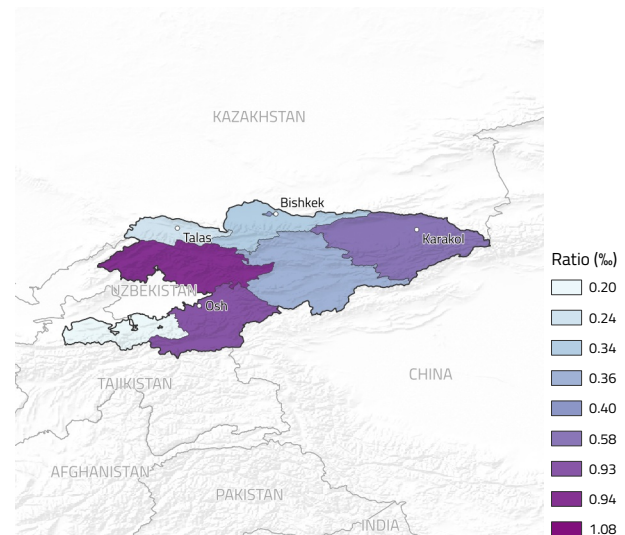 KAZAKHSTAN
Bishkek
Talas
Karakol
UZBEKISTAN
Osh
TAJIKISTAN
CHINA
AFGHANISTAN
PAKISTAN
INDIA
Ratio (‰)
0.20
0.24
0.34
0.36
0.40
0.58
0.93
0.94
1.08